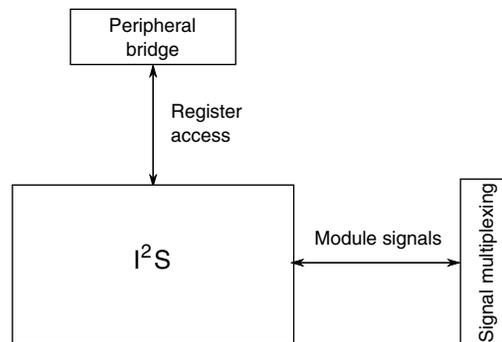 Peripheral
bridge
Register
access
I²S
Module signals
Signal multiplexing